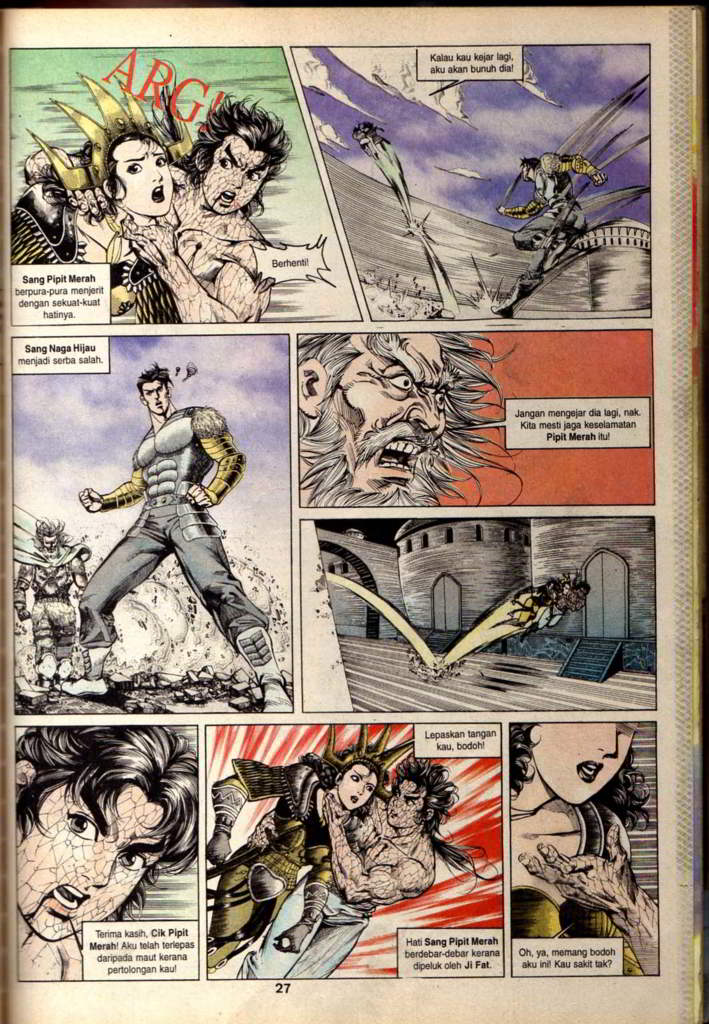 ARG!
Berhenti!
Sang Pipit Merah
berpura-pura menjerit
dengan sekuat-kuat
hatinya.
Kalau kau kejar lagi,
aku akan bunuh dia!
Sang Naga Hijau
menjadi serba salah.
Jangan mengejar dia lagi, nak.
Kita mesti jaga keselamatan
Pipit Merah itu!
Terima kasih, Cik Pipit
Merah! Aku telah terlepas
daripada maut kerana
pertolongan kau!
Lepaskan tangan
kau, bodoh!
Hati Sang Pipit Merah
berdebar-debar kerana
dipeluk oleh Ji Fat.
Oh, ya, memang bodoh
aku ini! Kau sakit tak?
27